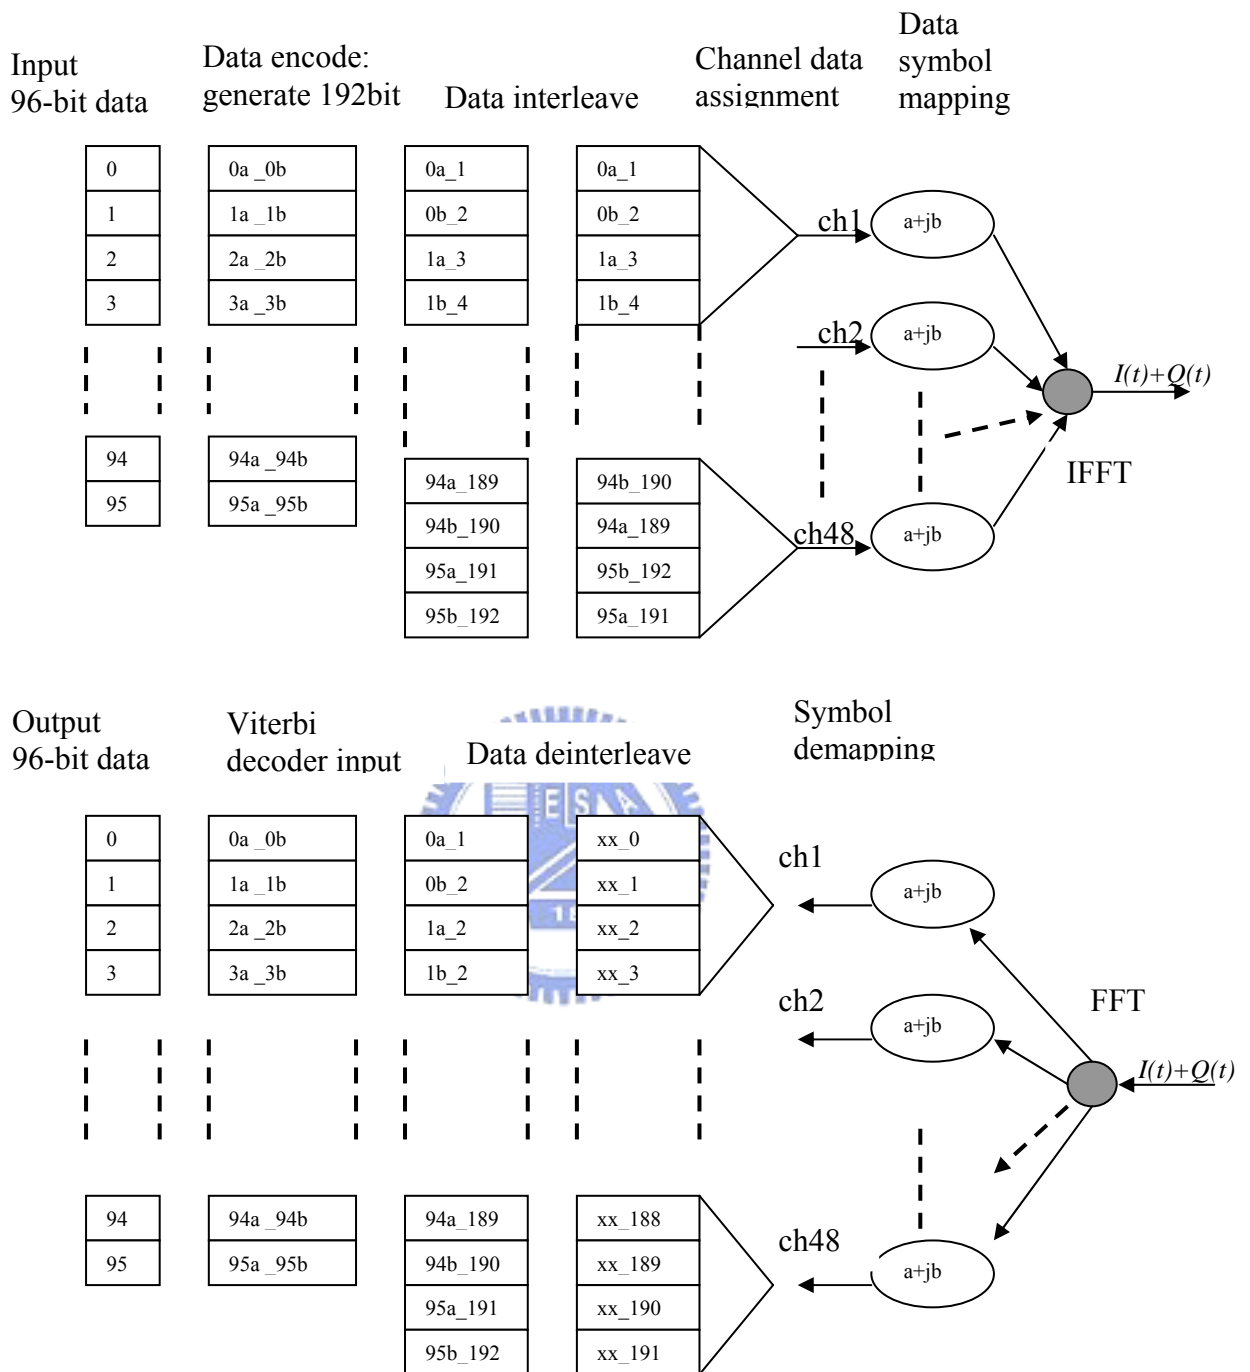 Input
96-bit data
Data encode:
generate 192bit
Data interleave
Channel data
assignment
Data
symbol
mapping
0
1
2
3
94
95
0a _0b
1a _1b
2a _2b
3a _3b
94a _94b
95a _95b
0a_1
0b_2
1a_3
1b_4
94a_189
94b_190
95a_191
95b_192
0a_1
0b_2
1a_3
1b_4
94b_190
94a_189
95b_192
95a_191
ch1
ch2
ch48
a+jb
a+jb
a+jb
I(t)+Q(t)
IFFT
Output
96-bit data
Viterbi
decoder input
Data deinterleave
Symbol
demapping
0
1
2
3
94
95
0a _0b
1a _1b
2a _2b
3a _3b
94a _94b
95a _95b
0a_1
0b_2
1a_2
1b_2
94a_189
94b_190
95a_191
95b_192
xx_0
xx_1
xx_2
xx_3
xx_188
xx_189
xx_190
xx_191
ch1
ch2
ch48
a+jb
a+jb
a+jb
FFT
I(t)+Q(t)
E S A